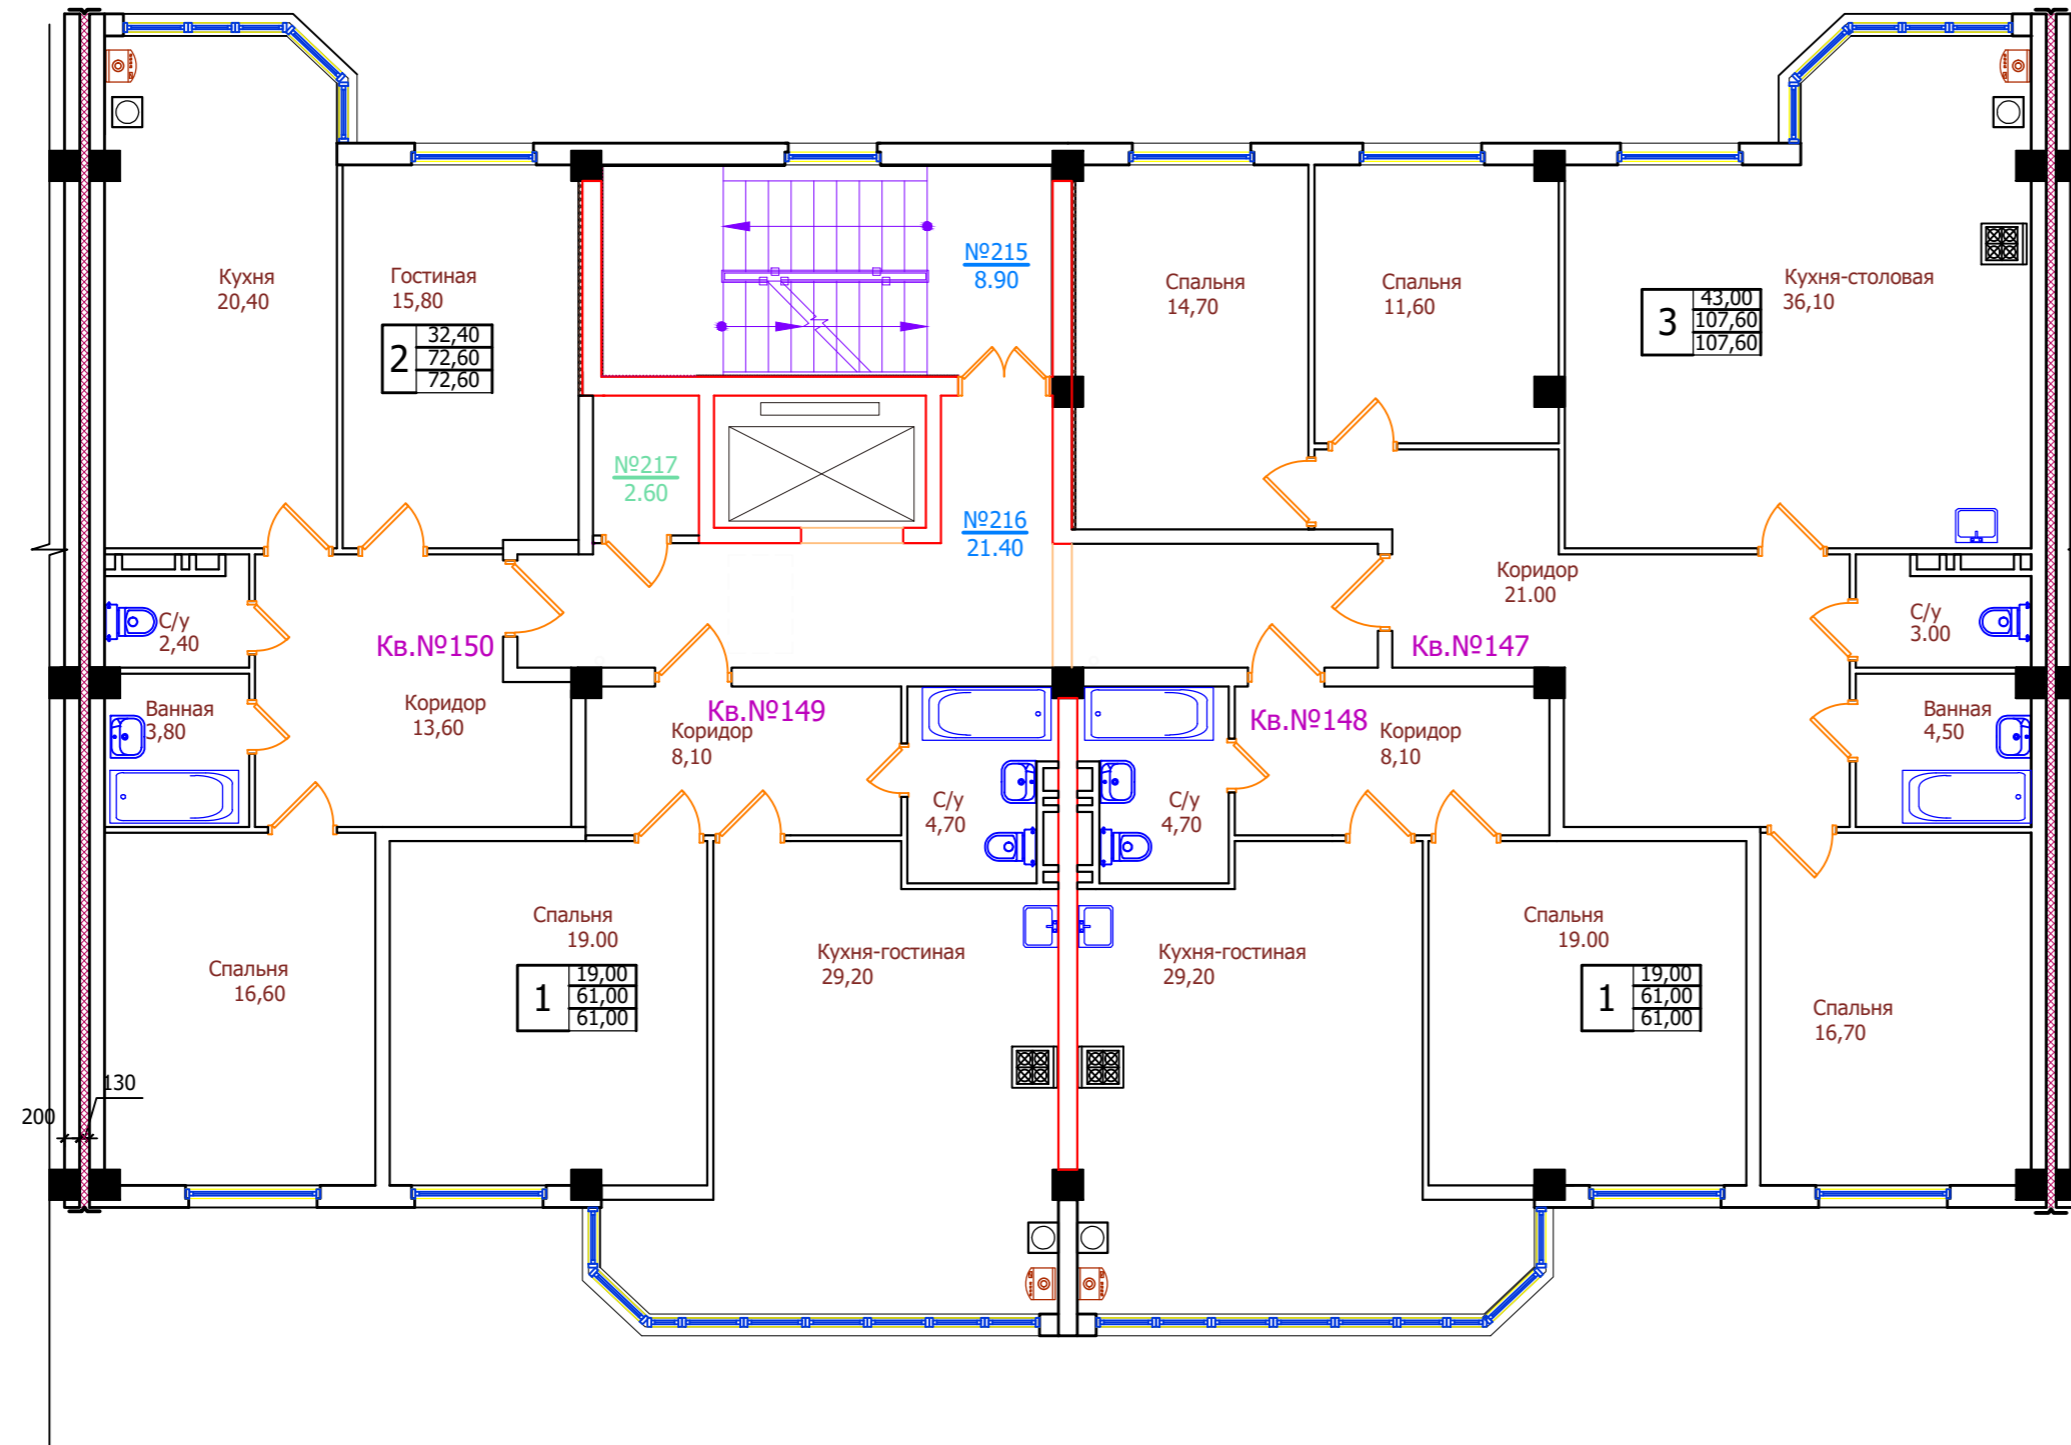 Кухня
20,40
Гостиная
15,80
2
32,40
72,60
72,60
№215
8.90
Спальня
14,70
Спальня
11,60
3
43,00
107,60
107,60
Кухня-столовая
36,10
№217
2.60
№216
21.40
С/у
2,40
Кв.№150
Коридор
21.00
Кв.№147
С/у
3.00
Ванная
3,80
Коридор
13,60
Кв.№149
Коридор
8,10
Кв.№148
Коридор
8,10
Ванная
4,50
С/у
4,70
С/у
4,70
Спальня
16,60
Спальня
19.00
1
19,00
61,00
61,00
Кухня-гостиная
29,20
Кухня-гостиная
29,20
Спальня
19.00
1
19,00
61,00
61,00
Спальня
16,70
130
200